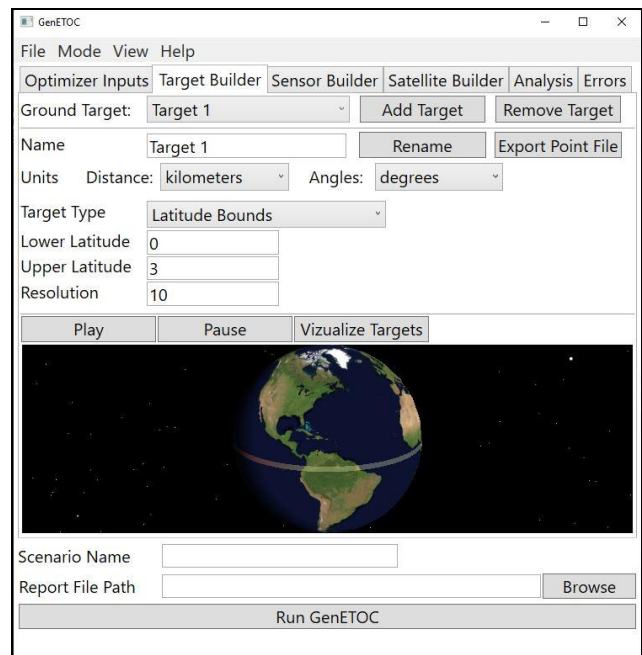 GenETOC
File Mode View Help
Optimizer Inputs Target Builder Sensor Builder Satellite Builder Analysis Errors
Ground Target: Target 1 Add Target Remove Target
Name Target 1 Rename Export Point File
Units Distance: kilometers Angles: degrees
Target Type Latitude Bounds
Lower Latitude 0
Upper Latitude 3
Resolution 10
Play Pause Vizualize Targets
Scenario Name
Report File Path Browse
Run GenETOC